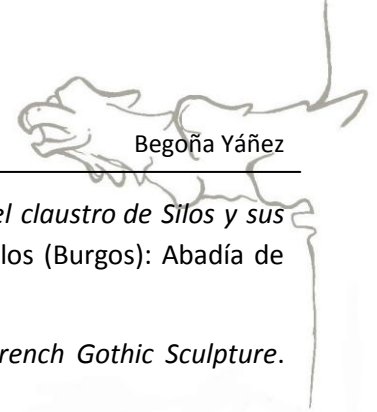 Begoña Yáñez
el claustro de Silos y sus
los (Burgos): Abadía de
rench Gothic Sculpture.